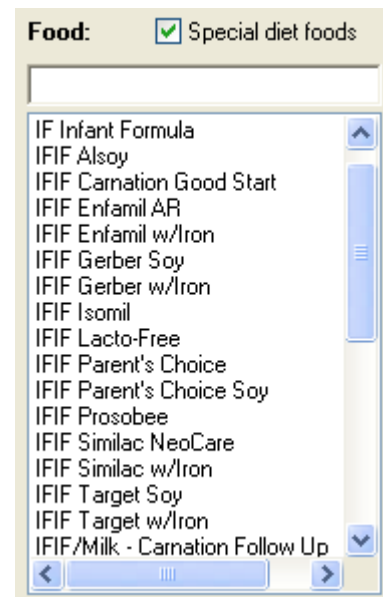 Food: Special diet foods
IF Infant Formula
IFIF Alsoy
IFIF Carnation Good Start
IFIF Enfamil AR
IFIF Enfamil w/Iron
IFIF Gerber Soy
IFIF Gerber w/Iron
IFIF Isomil
IFIF Lacto-Free
IFIF Parent's Choice
IFIF Parent's Choice Soy
IFIF Prosobee
IFIF Similac NeoCare
IFIF Similac w/Iron
IFIF Target Soy
IFIF Target w/Iron
IFIF/Milk - Carnation Follow Up